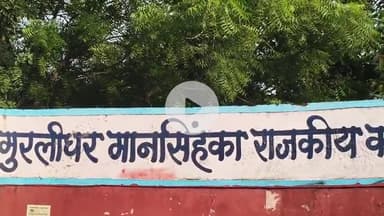 मुरलीधर मानसिंहका राजकीय